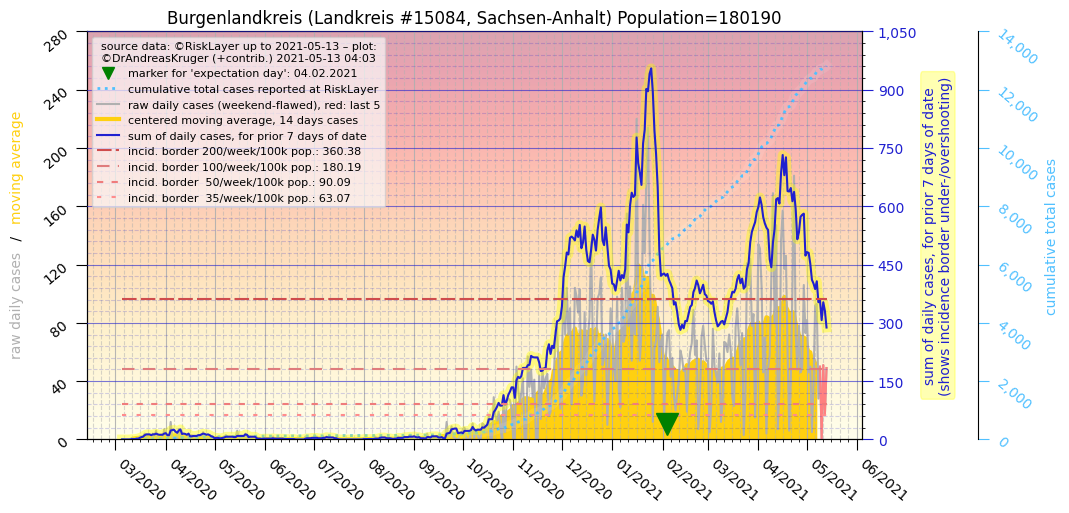 Burgenlandkreis (Landkreis #15084, Sachsen-Anhalt) Population=180190
source data: ©RiskLayer up to 2021-05-13 – plot:
©DrAndreasKruger (+contrib.) 2021-05-13 04:03
marker for 'expectation day': 04.02.2021
cumulative total cases reported at RiskLayer
raw daily cases (weekend-flawed), red: last 5
centered moving average, 14 days cases
sum of daily cases, for prior 7 days of date
incid. border 200/week/100k pop.: 360.38
incid. border 100/week/100k pop.: 180.19
incid. border  50/week/100k pop.: 90.09
incid. border  35/week/100k pop.: 63.07
raw daily cases / moving average
280
240
200
160
120
80
40
0
03/2020
04/2020
05/2020
06/2020
07/2020
08/2020
09/2020
10/2020
11/2020
12/2020
01/2021
02/2021
03/2021
04/2021
05/2021
06/2021
1,050
900
750
600
450
300
150
0
sum of daily cases, for prior 7 days of date
(shows incidence border under-/overshooting)
14,000
12,000
10,000
8,000
6,000
4,000
2,000
0
cumulative total cases